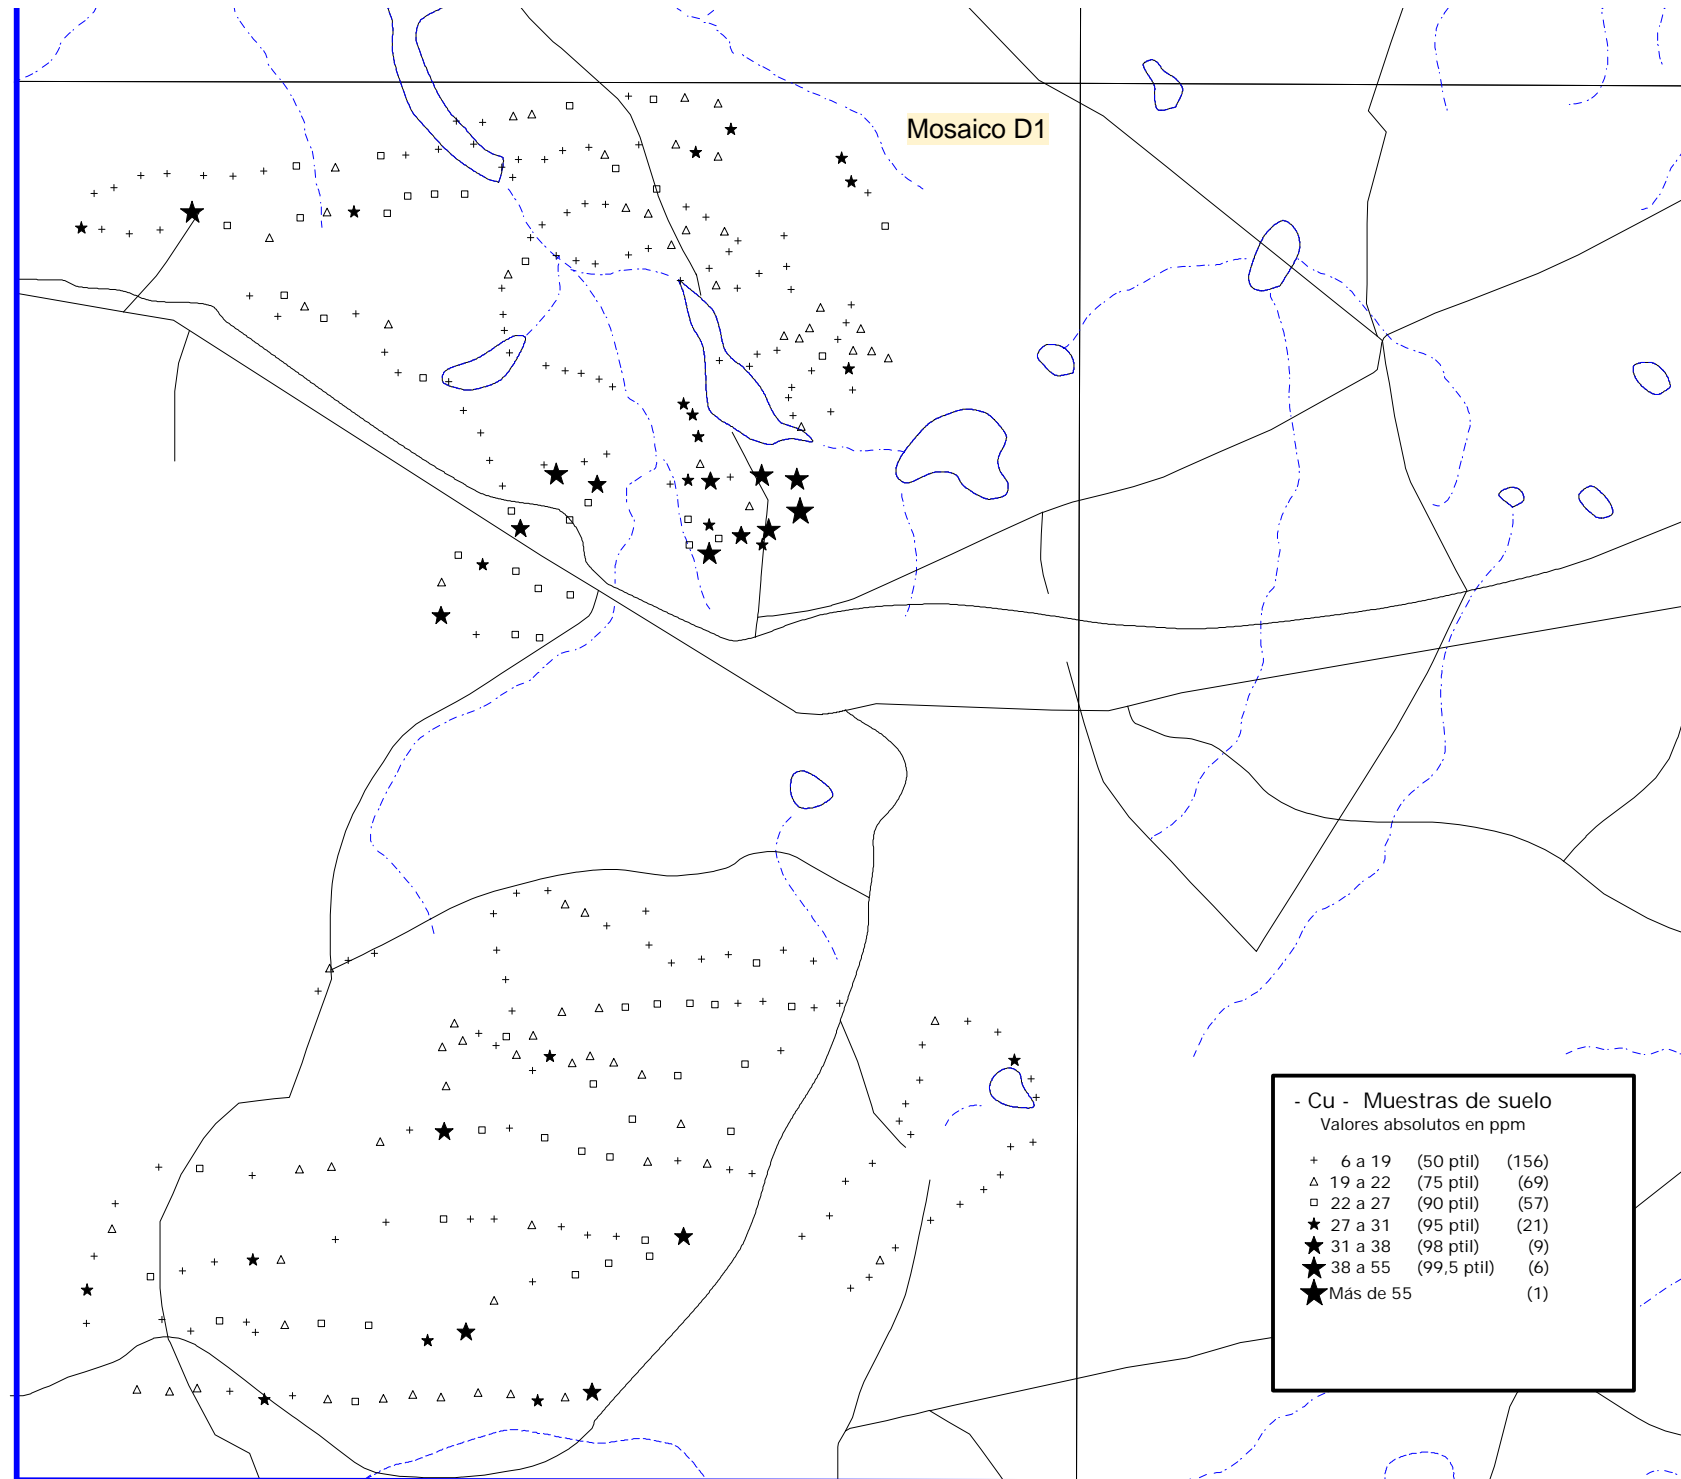 Mosaico D1
- Cu - Muestras de suelo
Valores absolutos en ppm
6 a 19 (50 ptil) (156)
19 a 22 (75 ptil) (69)
22 a 27 (90 ptil) (57)
27 a 31 (95 ptil) (21)
31 a 38 (98 ptil) (9)
38 a 55 (99,5 ptil) (6)
Más de 55 (1)